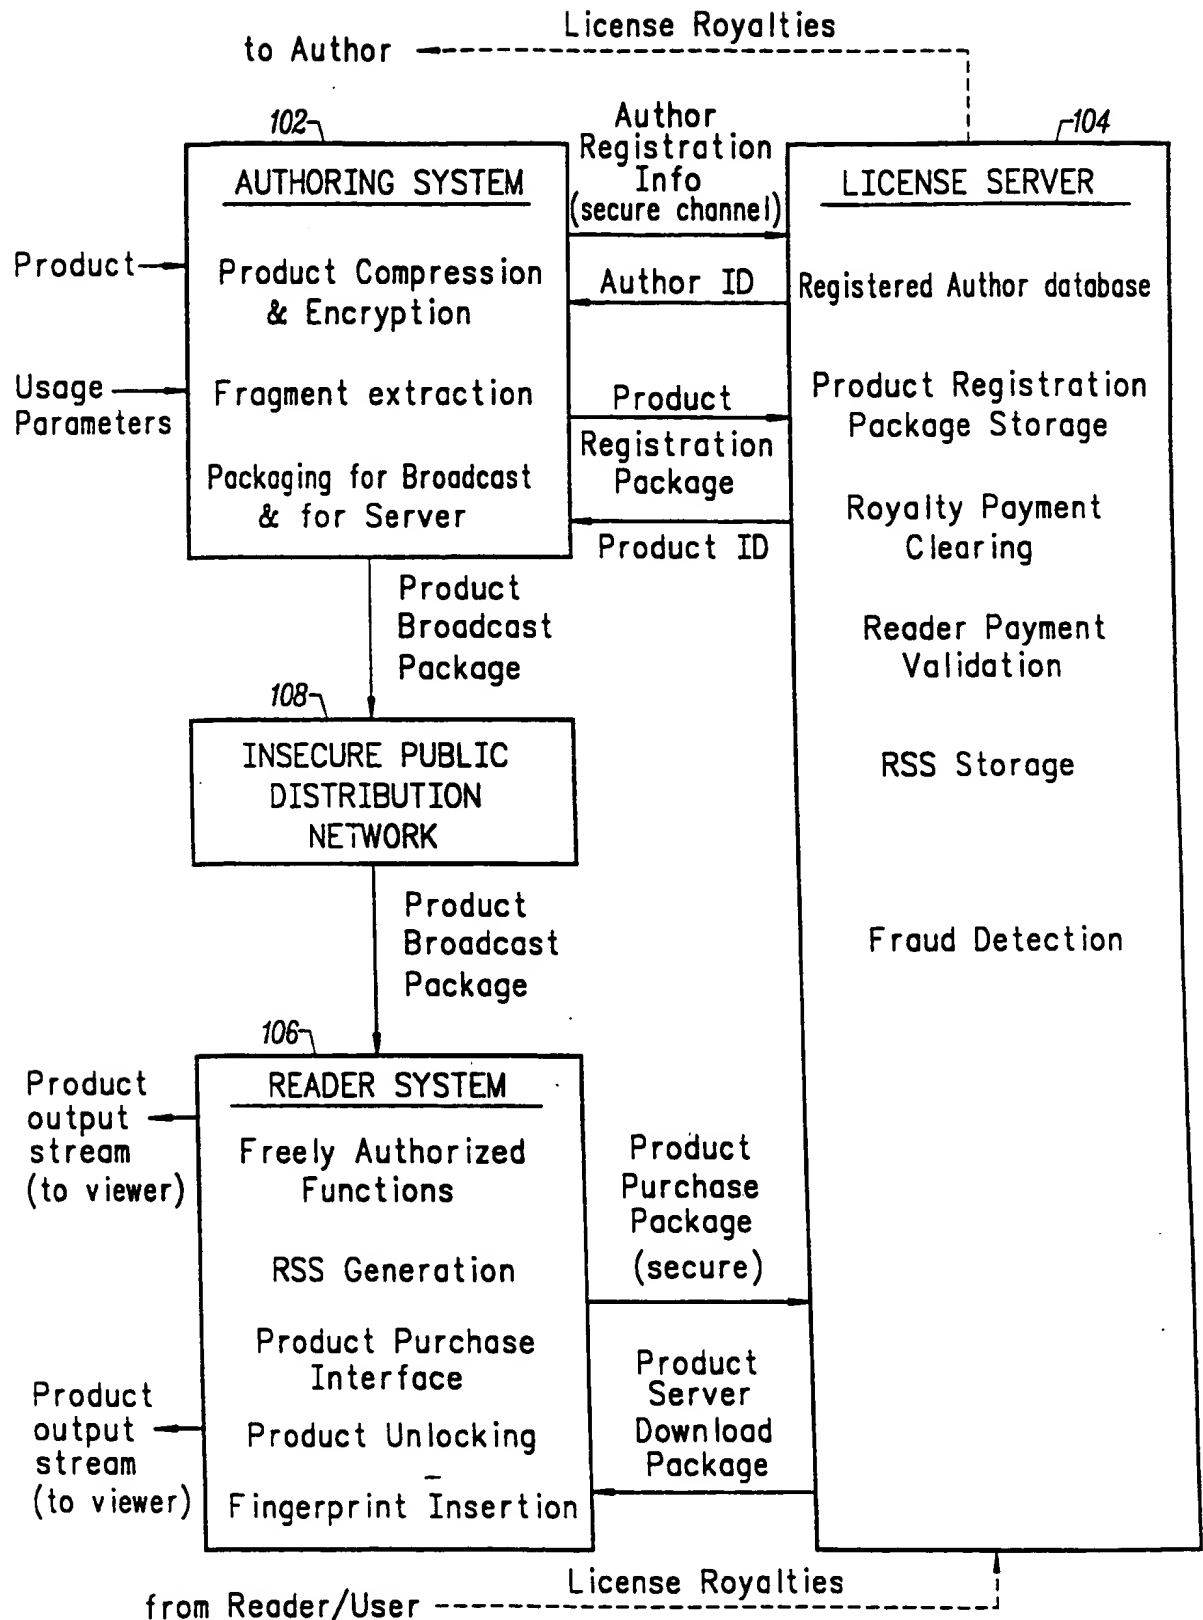 License Royalties
to Author
102
104
Author
Registration
Info
(secure channel)
AUTHORING SYSTEM
LICENSE SERVER
Product
Product Compression
& Encryption
Author ID
Registered Author database
Usage
Parameters
Fragment extraction
Product
Registration
Package
Product Registration
Package Storage
Packaging for Broadcast
& for Server
Product ID
Royalty Payment
Clearing
Product
Broadcast
Package
Reader Payment
Validation
108
INSECURE PUBLIC
DISTRIBUTION
NETWORK
RSS Storage
Product
Broadcast
Package
Fraud Detection
106
READER SYSTEM
Product
output
stream
(to viewer)
Freely Authorized
Functions
Product
Purchase
Package
(secure)
RSS Generation
Product Purchase
Interface
Product
Server
Download
Package
Product
output
stream
(to viewer)
Product Unlocking
Fingerprint Insertion
License Royalties
from Reader/User